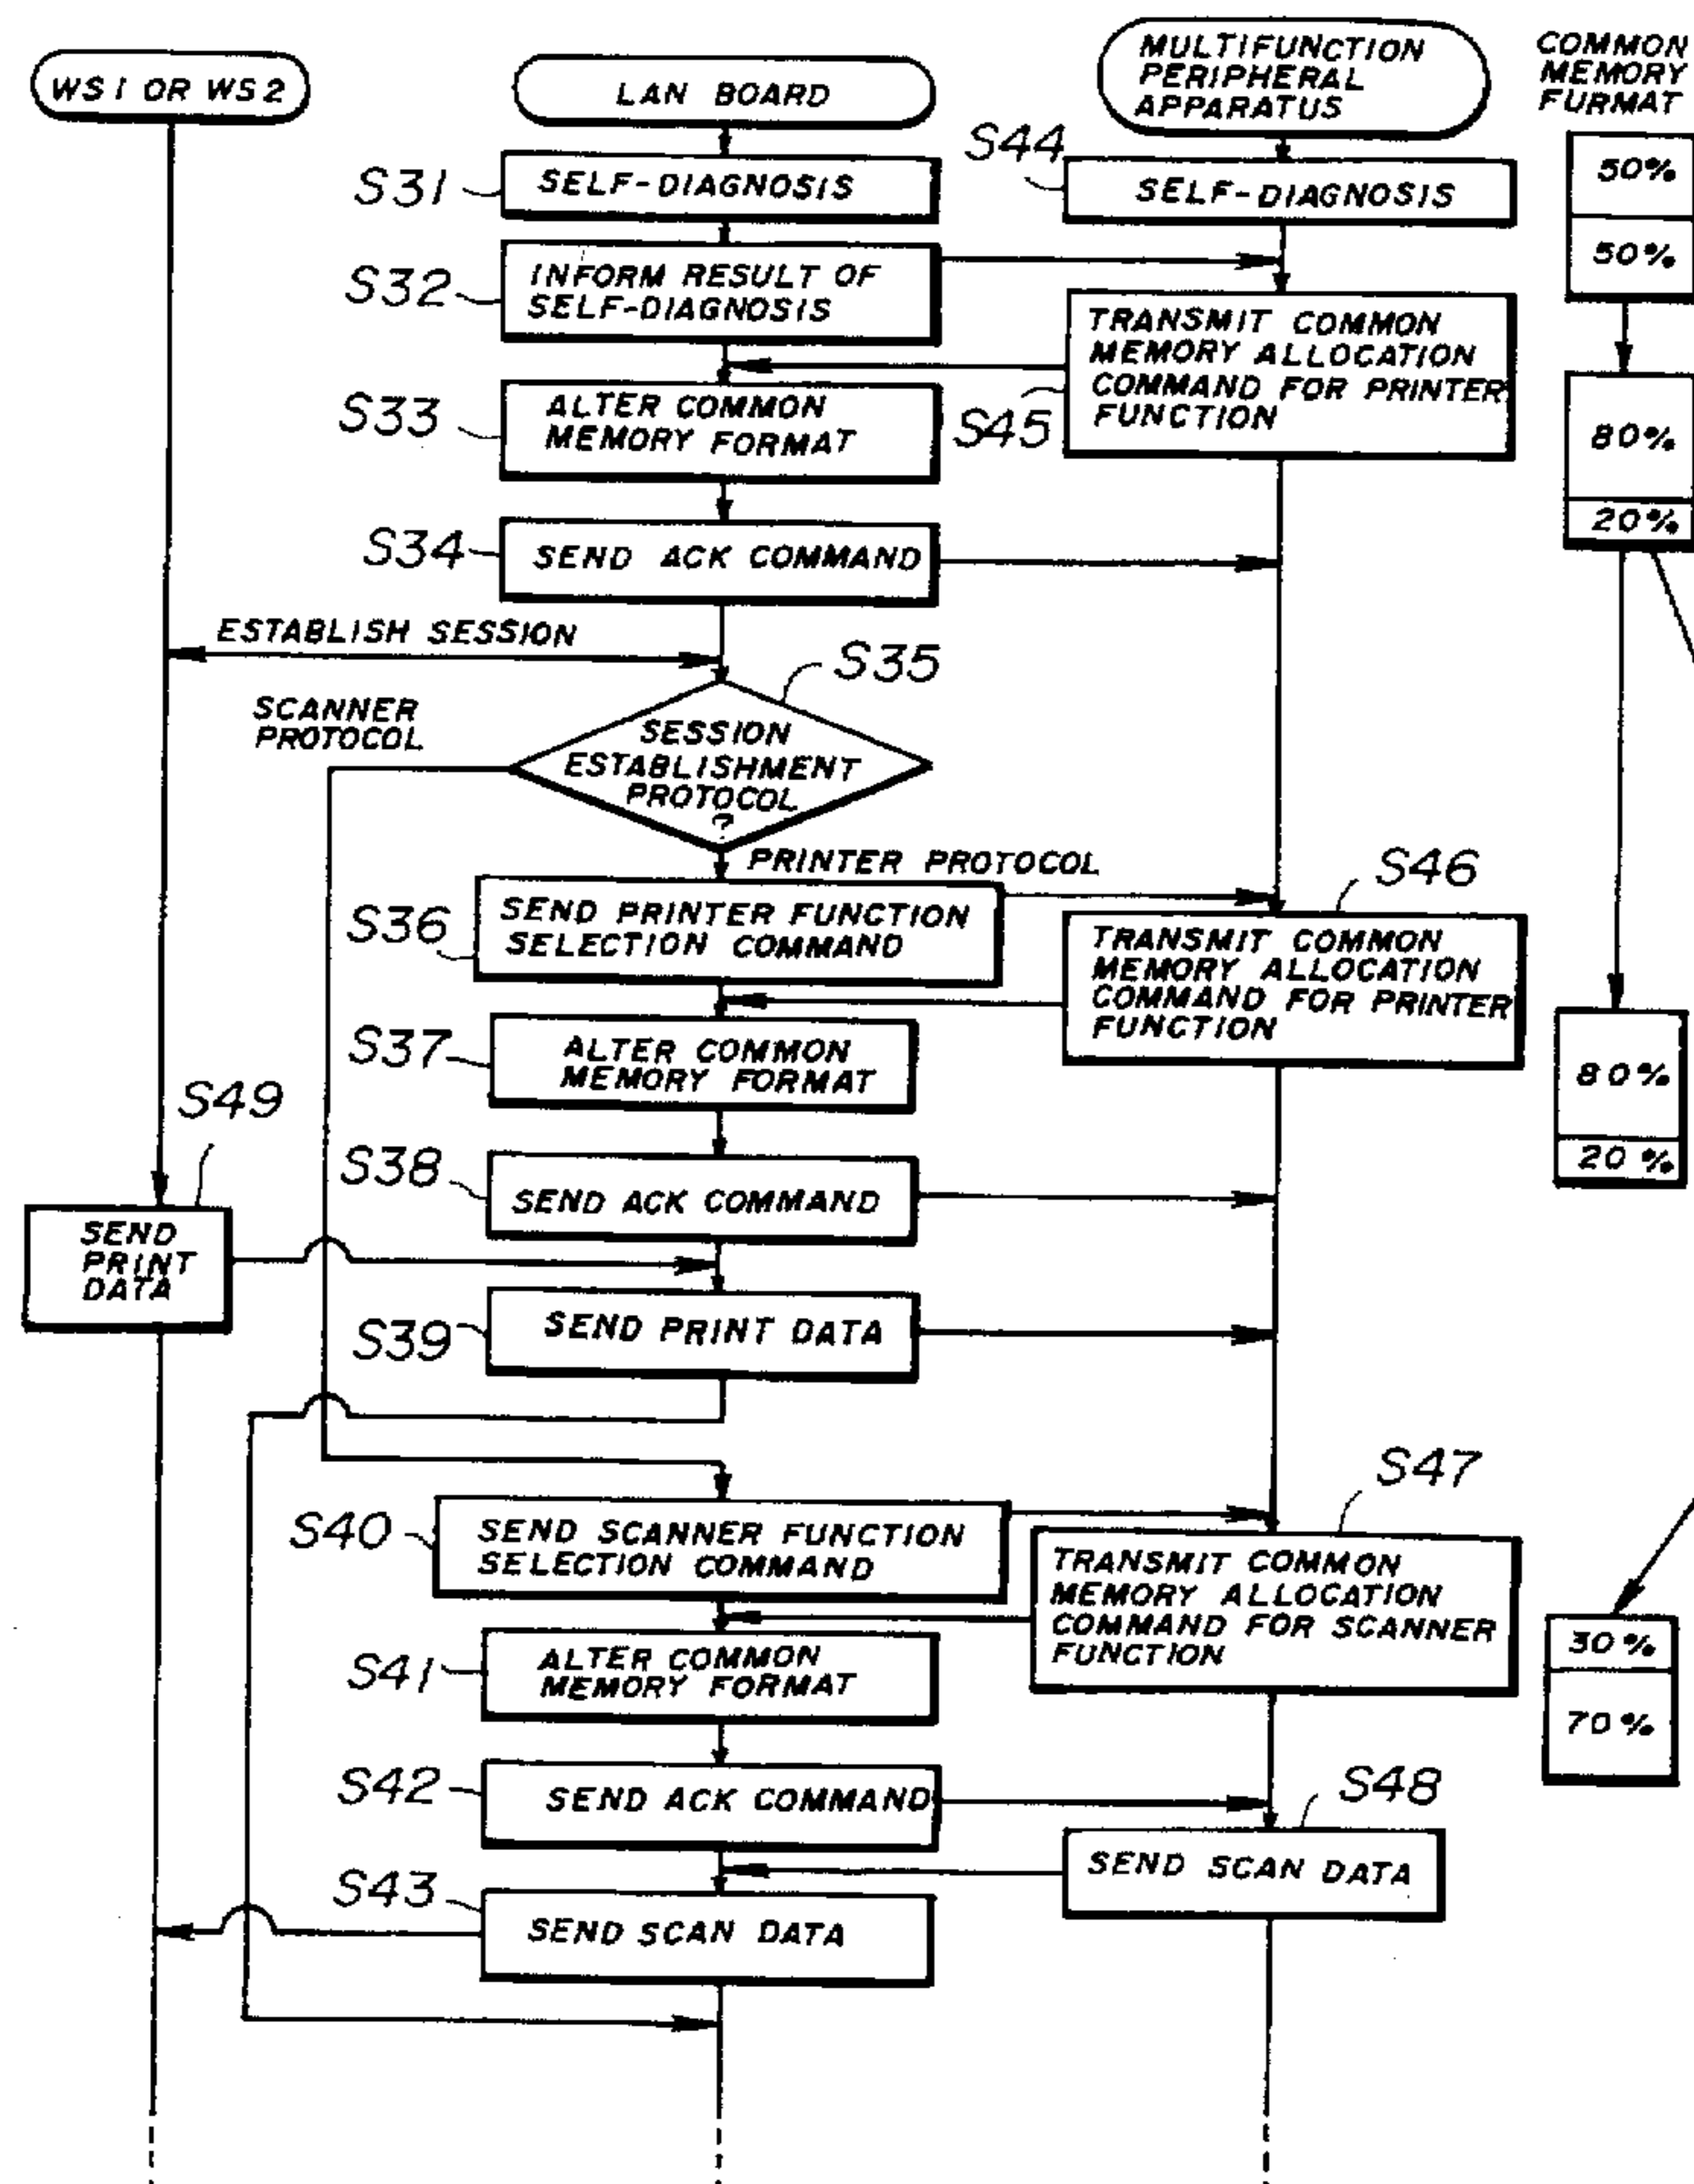 WS1 OR WS2
LAN BOARD
MULTIFUNCTION
PERIPHERAL
APPARATUS
COMMON
MEMORY
FURMAT
S31
SELF-DIAGNOSIS
S44
SELF-DIAGNOSIS
50%
50%
S32
INFORM RESULT OF
SELF-DIAGNOSIS
TRANSMIT COMMON
MEMORY ALLOCATION
COMMAND FOR PRINTER
FUNCTION
S45
S33
ALTER COMMON
MEMORY FORMAT
80%
20%
S34
SEND ACK COMMAND
ESTABLISH SESSION
S35
SCANNER
PROTOCOL
SESSION
ESTABLISHMENT
PROTOCOL
?
PRINTER PROTOCOL
S36
SEND PRINTER FUNCTION
SELECTION COMMAND
S46
TRANSMIT COMMON
MEMORY ALLOCATION
COMMAND FOR PRINTER
FUNCTION
S37
ALTER COMMON
MEMORY FORMAT
80%
20%
S49
SEND
PRINT
DATA
S38
SEND ACK COMMAND
S39
SEND PRINT DATA
S40
SEND SCANNER FUNCTION
SELECTION COMMAND
S47
TRANSMIT COMMON
MEMORY ALLOCATION
COMMAND FOR SCANNER
FUNCTION
S41
ALTER COMMON
MEMORY FORMAT
30%
70%
S42
SEND ACK COMMAND
S48
SEND SCAN DATA
S43
SEND SCAN DATA